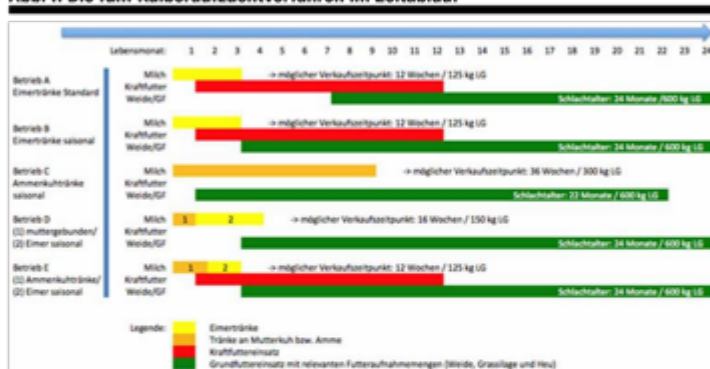 Abb. 1: Die fünf Kälberaufzuchtverfahren im Zeitablauf
Lebensmonat: 1 2 3 4 5 6 7 8 9 10 11 12 13 14 15 16 17 18 19 20 21 22 23 24
Betrieb A
Eimertränke Standard
Milch -> möglicher Verkaufszeitpunkt: 12 Wochen / 125 kg LG
Kraftfutter
Weide/GF Schlachtalter: 24 Monate /600 kg LG
Betrieb B
Eimertränke saisonal
Milch -> möglicher Verkaufszeitpunkt: 12 Wochen / 125 kg LG
Kraftfutter
Weide/GF Schlachtalter: 24 Monate / 600 kg LG
Betrieb C
Ammenkuhtränke
saisonal
Milch -> möglicher Verkaufszeitpunkt: 36 Wochen / 300 kg LG
Kraftfutter
Weide/GF Schlachtalter: 22 Monate / 600 kg LG
Betrieb D
(1) muttergebunden/
(2) Eimer saisonal
Milch 1 2 -> möglicher Verkaufszeitpunkt: 16 Wochen / 150 kg LG
Kraftfutter
Weide/GF Schlachtalter: 24 Monate / 600 kg LG
Betrieb E
(1) Ammenkuhtränke/
(2) Eimer saisonal
Milch 1 2 -> möglicher Verkaufszeitpunkt: 12 Wochen / 125 kg LG
Kraftfutter
Weide/GF Schlachtalter: 24 Monate / 600 kg LG
Legende: Eimertränke
Tränke an Mutterkuh bzw. Amme
Kraftfuttereinsatz
Grundfuttereinsatz mit relevanten Futteraufnahmemengen (Weide, Grassilage und Heu)